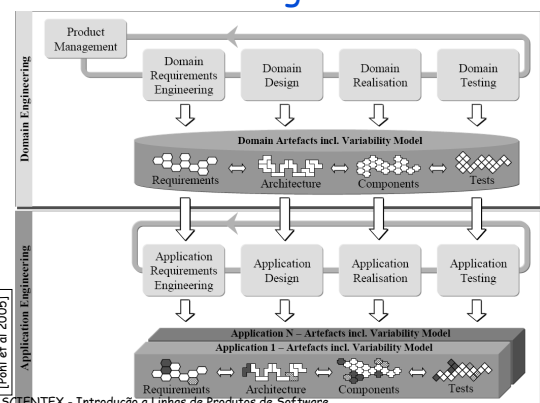 Product
Management
Domain Engineering
Domain
Requirements
Engineering
Domain
Design
Domain
Realisation
Domain
Testing
Domain Artefacts incl. Variability Model
Requirements
Architecture
Components
Tests
Application Engineering
Application
Requirements
Engineering
Application
Design
Application
Realisation
Application
Testing
Application N – Artefacts incl. Variability Model
Application 1 – Artefacts incl. Variability Model
Requirements
Architecture
Components
Tests
[Pohl et al 2005]
SCIENTEX - Introdução a Linhas de Produtos de Software